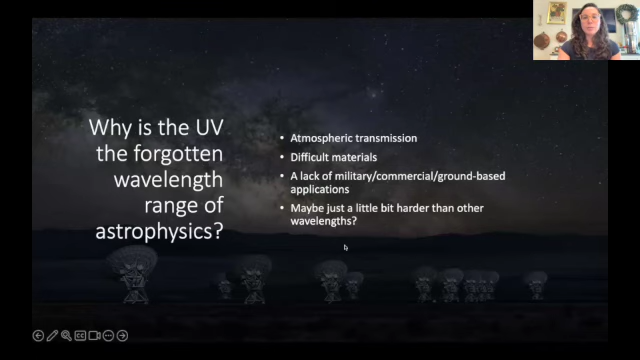 Why is the UV
the forgotten
wavelength
range of
astrophysics?
• Atmospheric transmission
• Difficult materials
• A lack of military/commercial/ground-based
applications
• Maybe just a little bit harder than other
wavelengths?
CC